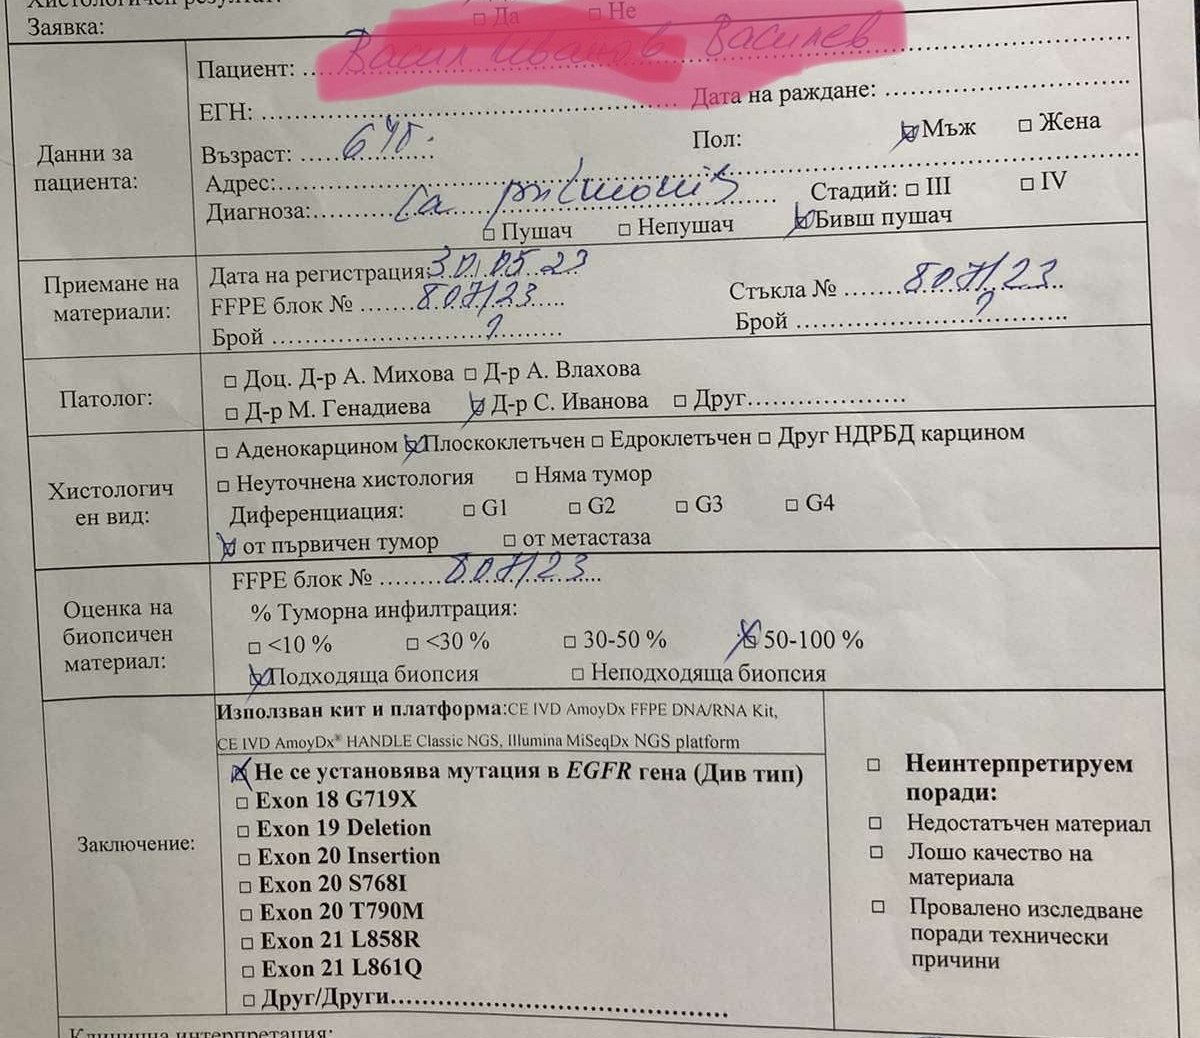 Хистологичен резултат:
Заявка: □ Да □ Не
Данни за пациента:
Пациент: Васил Иванов Василев
ЕГН: Дата на раждане:
Възраст: Пол: Мъж □ Жена
Адрес:
Диагноза: Ca pulmonis Стадий: □ III □ IV
□ Пушач □ Непушач Бивш пушач
Приемане на материали:
Дата на регистрация: 30.05.23
FFPE блок № 807/23 Стъкла № 807/23
Брой Брой
Патолог:
□ Доц. Д-р А. Михова □ Д-р А. Влахова
□ Д-р М. Генадиева Д-р С. Иванова □ Друг
Хистологичен вид:
□ Аденокарцином Плоскоклетъчен □ Едроклетъчен □ Друг НДРБД карцином
□ Неуточнена хистология □ Няма тумор
Диференциация: □ G1 □ G2 □ G3 □ G4
от първичен тумор □ от метастаза
Оценка на биопсичен материал:
FFPE блок № 807/23
% Туморна инфилтрация:
□ <10 % □ <30 % □ 30-50 % 50-100 %
Подходяща биопсия □ Неподходяща биопсия
Заключение:
Използван кит и платформа:CE IVD AmoyDx FFPE DNA/RNA Kit,
CE IVD AmoyDx® HANDLE Classic NGS, Illumina MiSeqDx NGS platform
Не се установява мутация в EGFR гена (Див тип)
□ Exon 18 G719X
□ Exon 19 Deletion
□ Exon 20 Insertion
□ Exon 20 S768I
□ Exon 20 T790M
□ Exon 21 L858R
□ Exon 21 L861Q
□ Друг/Други
□ Неинтерпретируем
поради:
□ Недостатъчен материал
□ Лошо качество на
материала
□ Провалено изследване
поради технически
причини
Клинична интерпретация: